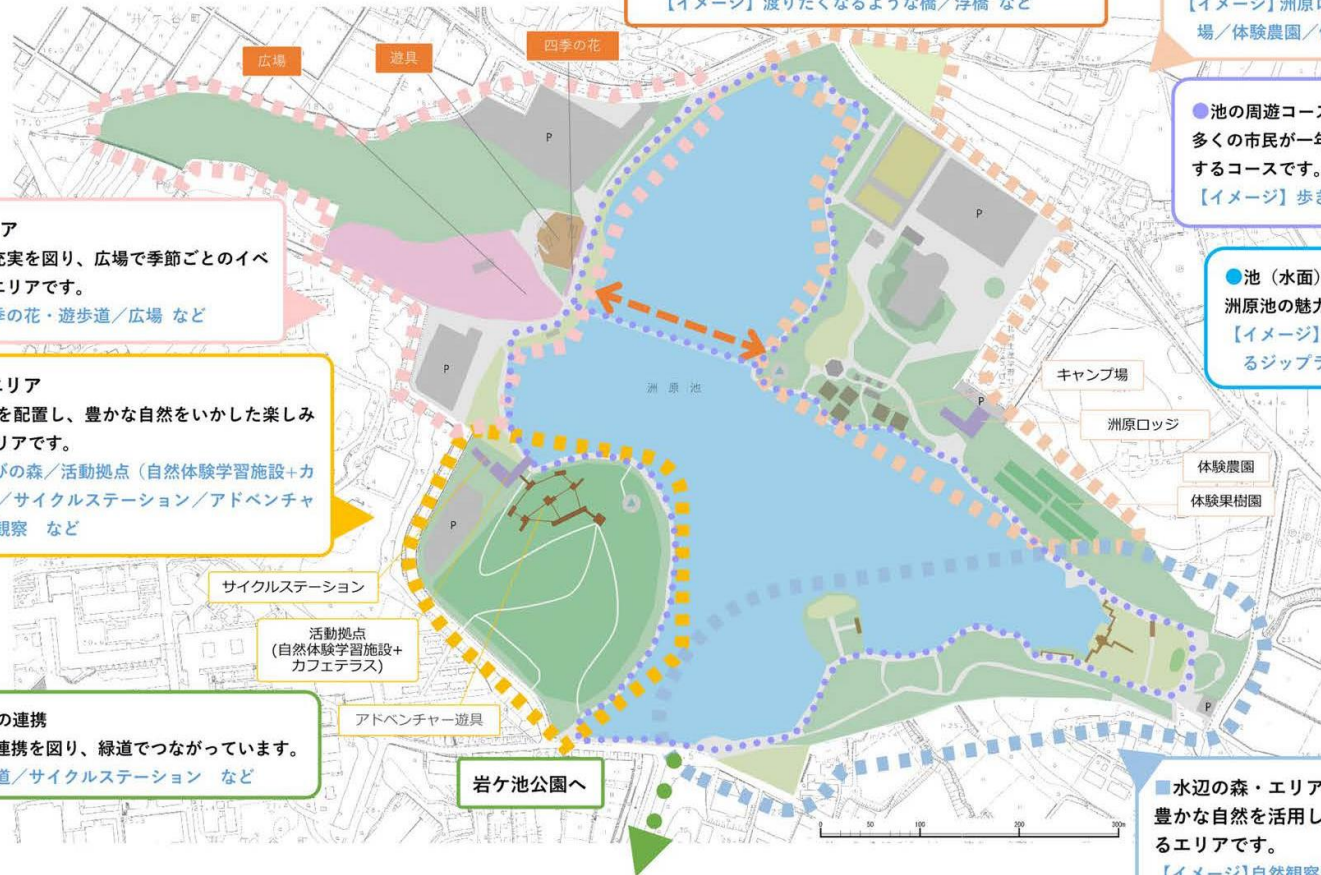 【イメージ】渡りたくなるような橋／浮橋 など
場／体験農園／
広場
遊具
四季の花
●池の周遊コース
多くの市民が一年
するコースです。
【イメージ】歩き
●池（水面）
洲原池の魅力
【イメージ】
るジップラ
ア
充実を図り、広場で季節ごとのイベ
エリアです。
季の花・遊歩道／広場 など
エリア
を配置し、豊かな自然をいかした楽しみ
リアです。
びの森／活動拠点（自然体験学習施設+カ
／サイクルステーション／アドベンチャ
観察 など
P
P
P
P
P
P
洲原池
キャンプ場
洲原ロッジ
体験農園
体験果樹園
サイクルステーション
活動拠点
(自然体験学習施設+
カフェテラス)
アドベンチャー遊具
の連携
連携を図り、緑道でつながっています。
道／サイクルステーション など
岩ケ池公園へ
0 50 100 200 300m
■水辺の森・エリア
豊かな自然を活用し
るエリアです。
【イメージ】自然観察